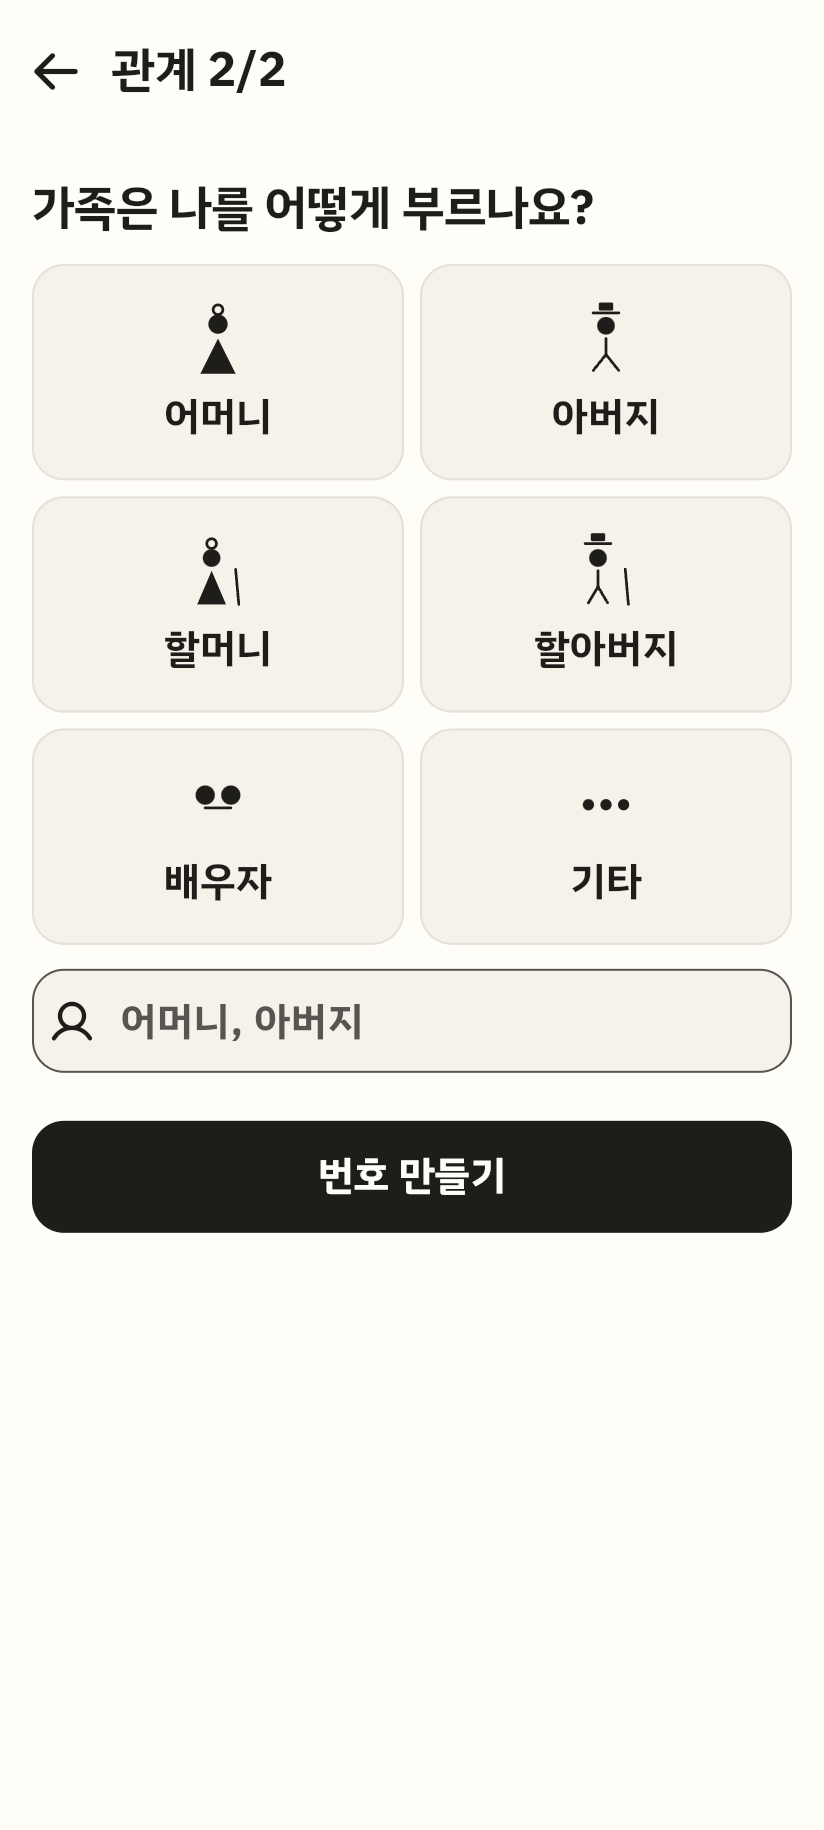 관계 2/2
가족은 나를 어떻게 부르나요?
어머니
아버지
할머니
할아버지
배우자
기타
어머니, 아버지
번호 만들기